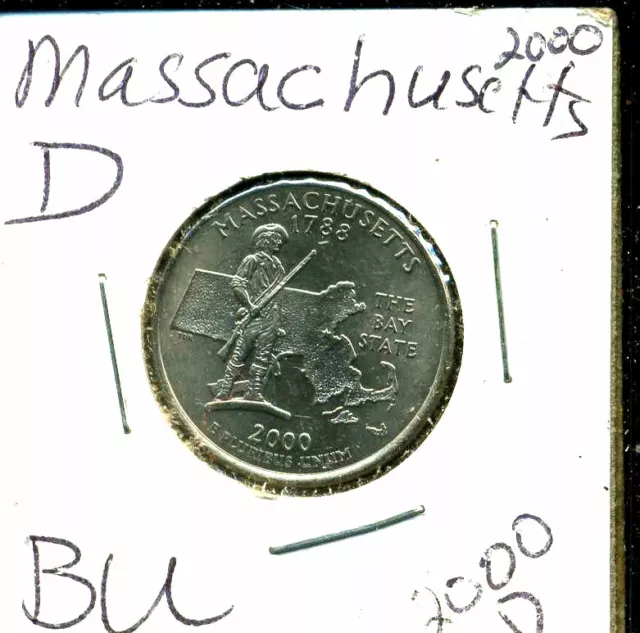 2000
Massachusetts
D
MASSACHUSETTS
1788
THE
BAY
STATE
2000
E PLURIBUS UNUM
BU
2000
D